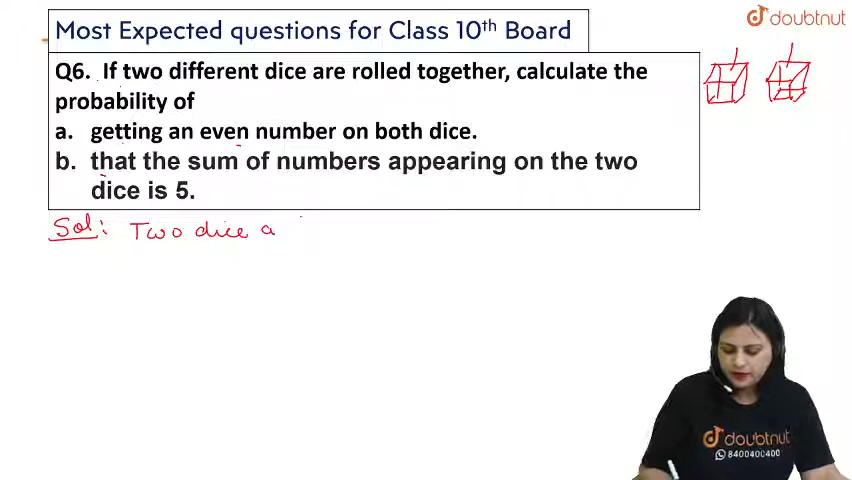 doubtnut
Most Expected questions for Class 10th Board
Q6. If two different dice are rolled together, calculate the
probability of
a. getting an even number on both dice.
b. that the sum of numbers appearing on the two
dice is 5.
Sol: Two dice a
doubtnut
8400400400